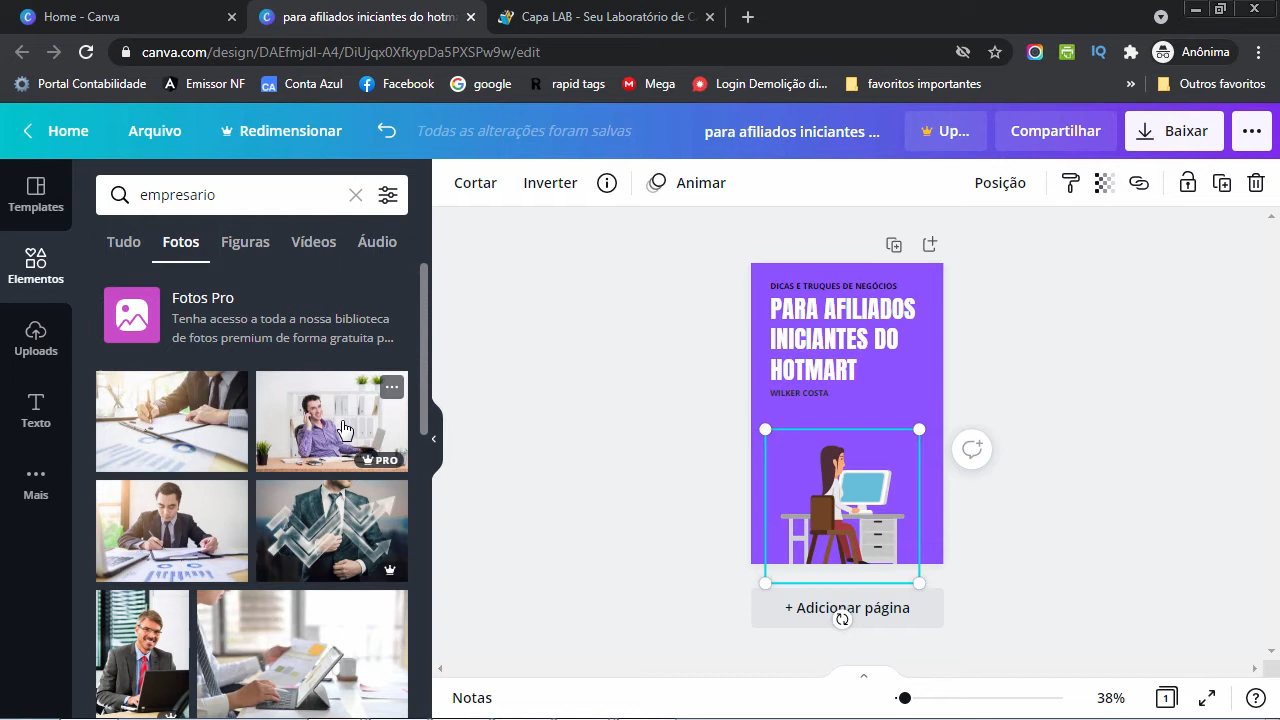 Home - Canva
para afiliados iniciantes do hotm
Capa LAB - Seu Laboratório de C
canva.com/design/DAEfmjdI-A4/DiUjqx0XfkypDa5PXSPw9w/edit
IQ
Anônima
Portal Contabilidade
Emissor NF
CA
Conta Azul
Facebook
google
R
rapid tags
Mega
Login Demolição di...
favoritos importantes
»
Outros favoritos
Home
Arquivo
Redimensionar
Todas as alterações foram salvas
para afiliados iniciantes ...
Up...
Compartilhar
Baixar
Templates
Elementos
Uploads
Texto
Mais
empresario
Tudo
Fotos
Figuras
Vídeos
Áudio
Fotos Pro
Tenha acesso a toda a nossa biblioteca
de fotos premium de forma gratuita p...
PRO
Cortar
Inverter
Animar
Posição
DICAS E TRUQUES DE NEGÓCIOS
PARA AFILIADOS
INICIANTES DO
HOTMART
WILKER COSTA
+ Adicionar página
Notas
38%
1